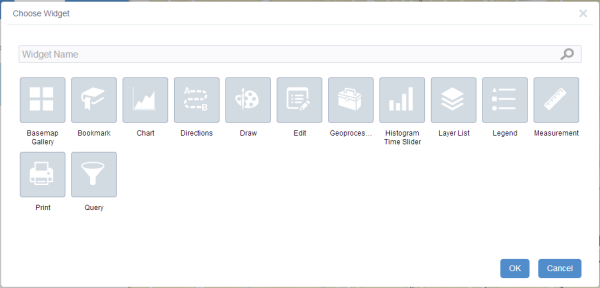 Choose Widget
Widget Name
Basemap Gallery
Bookmark
Chart
Directions
Draw
Edit
Geoproces...
Histogram Time Slider
Layer List
Legend
Measurement
Print
Query
OK
Cancel